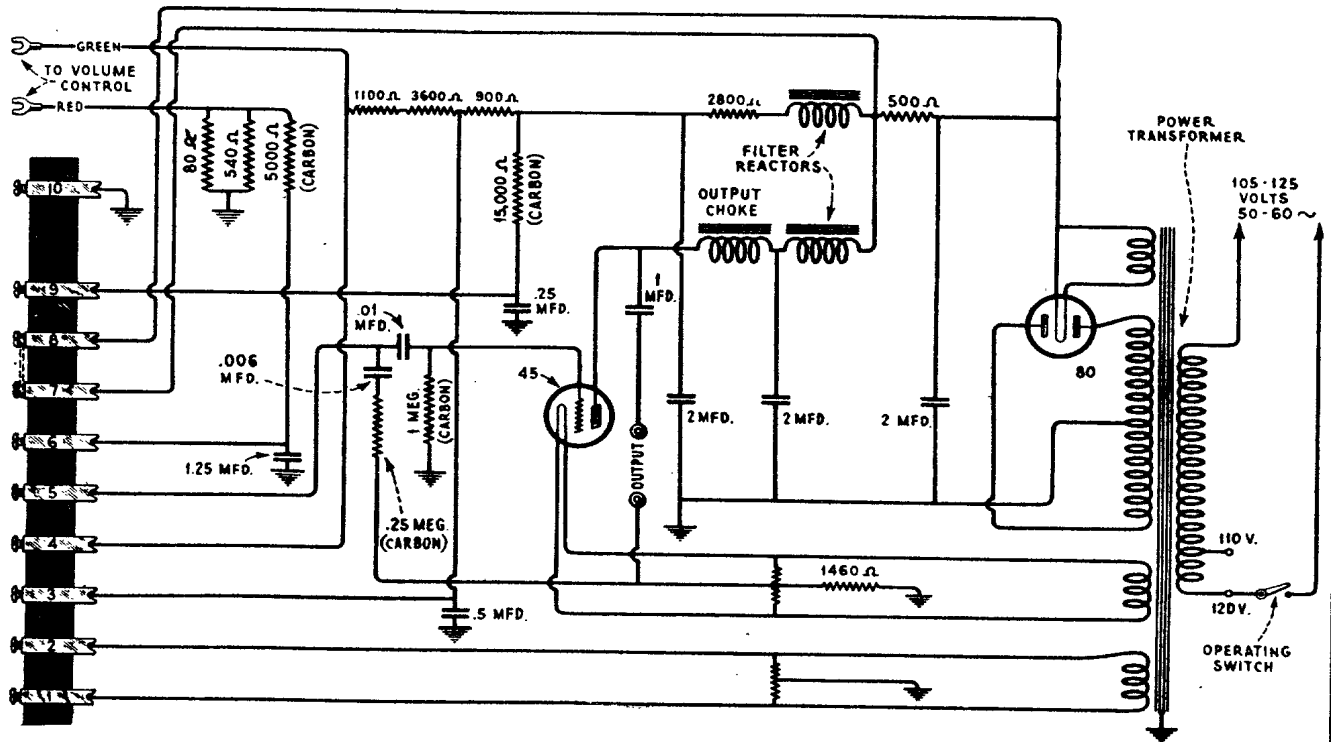 GREEN
TO VOLUME
CONTROL
RED
1100Ω
3600Ω
900Ω
2800Ω
500Ω
FILTER
REACTORS
POWER
TRANSFORMER
105-125
VOLTS
50-60 ~
80Ω
540Ω
5000Ω
(CARBON)
15,000Ω
(CARBON)
OUTPUT
CHOKE
10
9
8
7
6
5
4
3
2
1
.25
MFD.
1
MFD.
.01
MFD.
.006
MFD.
1 MEG.
(CARBON)
45
80
2 MFD.
2 MFD.
2 MFD.
OUTPUT
1.25 MFD.
.25 MEG.
(CARBON)
1460Ω
.5 MFD.
110 V.
120V.
OPERATING
SWITCH